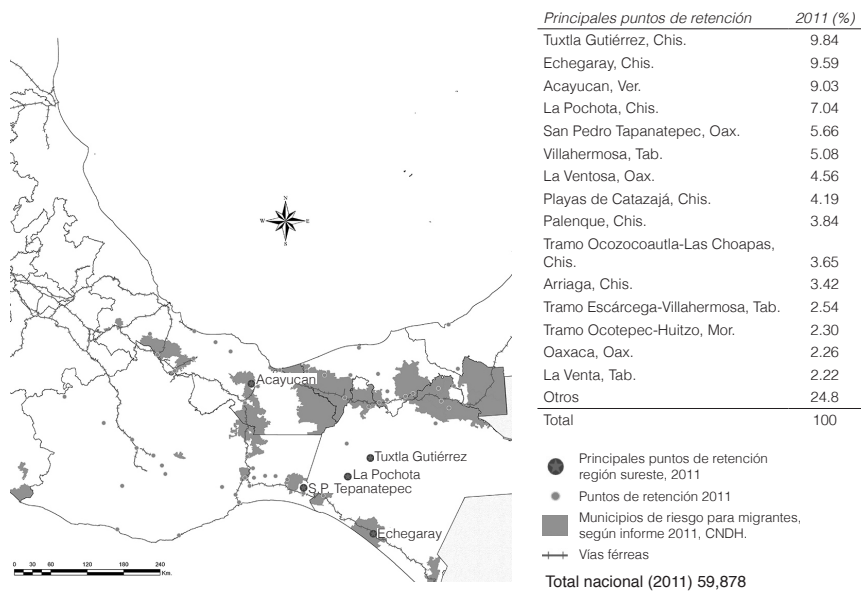 Principales puntos de retención 2011 (%)
Tuxtla Gutiérrez, Chis. 9.84
Echegaray, Chis. 9.59
Acayucan, Ver. 9.03
La Pochota, Chis. 7.04
San Pedro Tapanatepec, Oax. 5.66
Villahermosa, Tab. 5.08
La Ventosa, Oax. 4.56
Playas de Catazajá, Chis. 4.19
Palenque, Chis. 3.84
Tramo Ocozocoautla-Las Choapas,
Chis. 3.65
Arriaga, Chis. 3.42
Tramo Escárcega-Villahermosa, Tab. 2.54
Tramo Ocotepec-Huitzo, Mor. 2.30
Oaxaca, Oax. 2.26
La Venta, Tab. 2.22
Otros 24.8
Total 100
N
W E
S
Acayucan
Tuxtla Gutiérrez
La Pochota
S.P. Tepanatepec
Echegaray
0 30 60 120 180 240
Km.
Principales puntos de retención
región sureste, 2011
Puntos de retención 2011
Municipios de riesgo para migrantes,
según informe 2011, CNDH.
Vías férreas
Total nacional (2011) 59,878